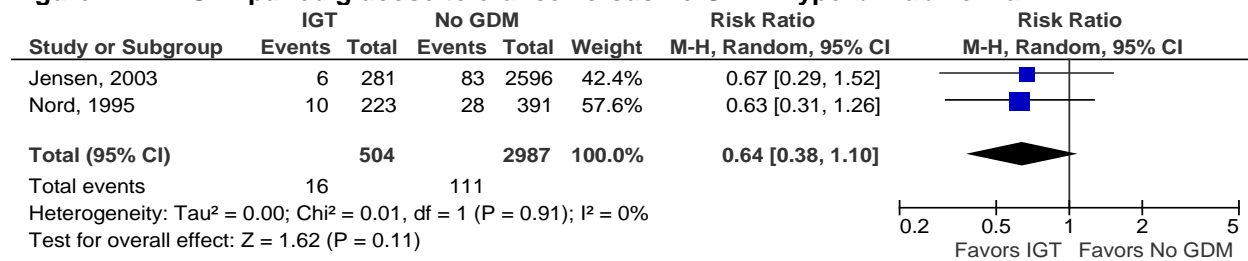 IGT No GDM Risk Ratio Risk Ratio
Study or Subgroup Events Total Events Total Weight M-H, Random, 95% CI M-H, Random, 95% CI
Jensen, 2003 6 281 83 2596 42.4% 0.67 [0.29, 1.52]
Nord, 1995 10 223 28 391 57.6% 0.63 [0.31, 1.26]
Total (95% CI) 504 2987 100.0% 0.64 [0.38, 1.10]
Total events 16 111
Heterogeneity: Tau² = 0.00; Chi² = 0.01, df = 1 (P = 0.91); I² = 0%
Test for overall effect: Z = 1.62 (P = 0.11)
0.2 0.5 1 2 5
Favors IGT Favors No GDM